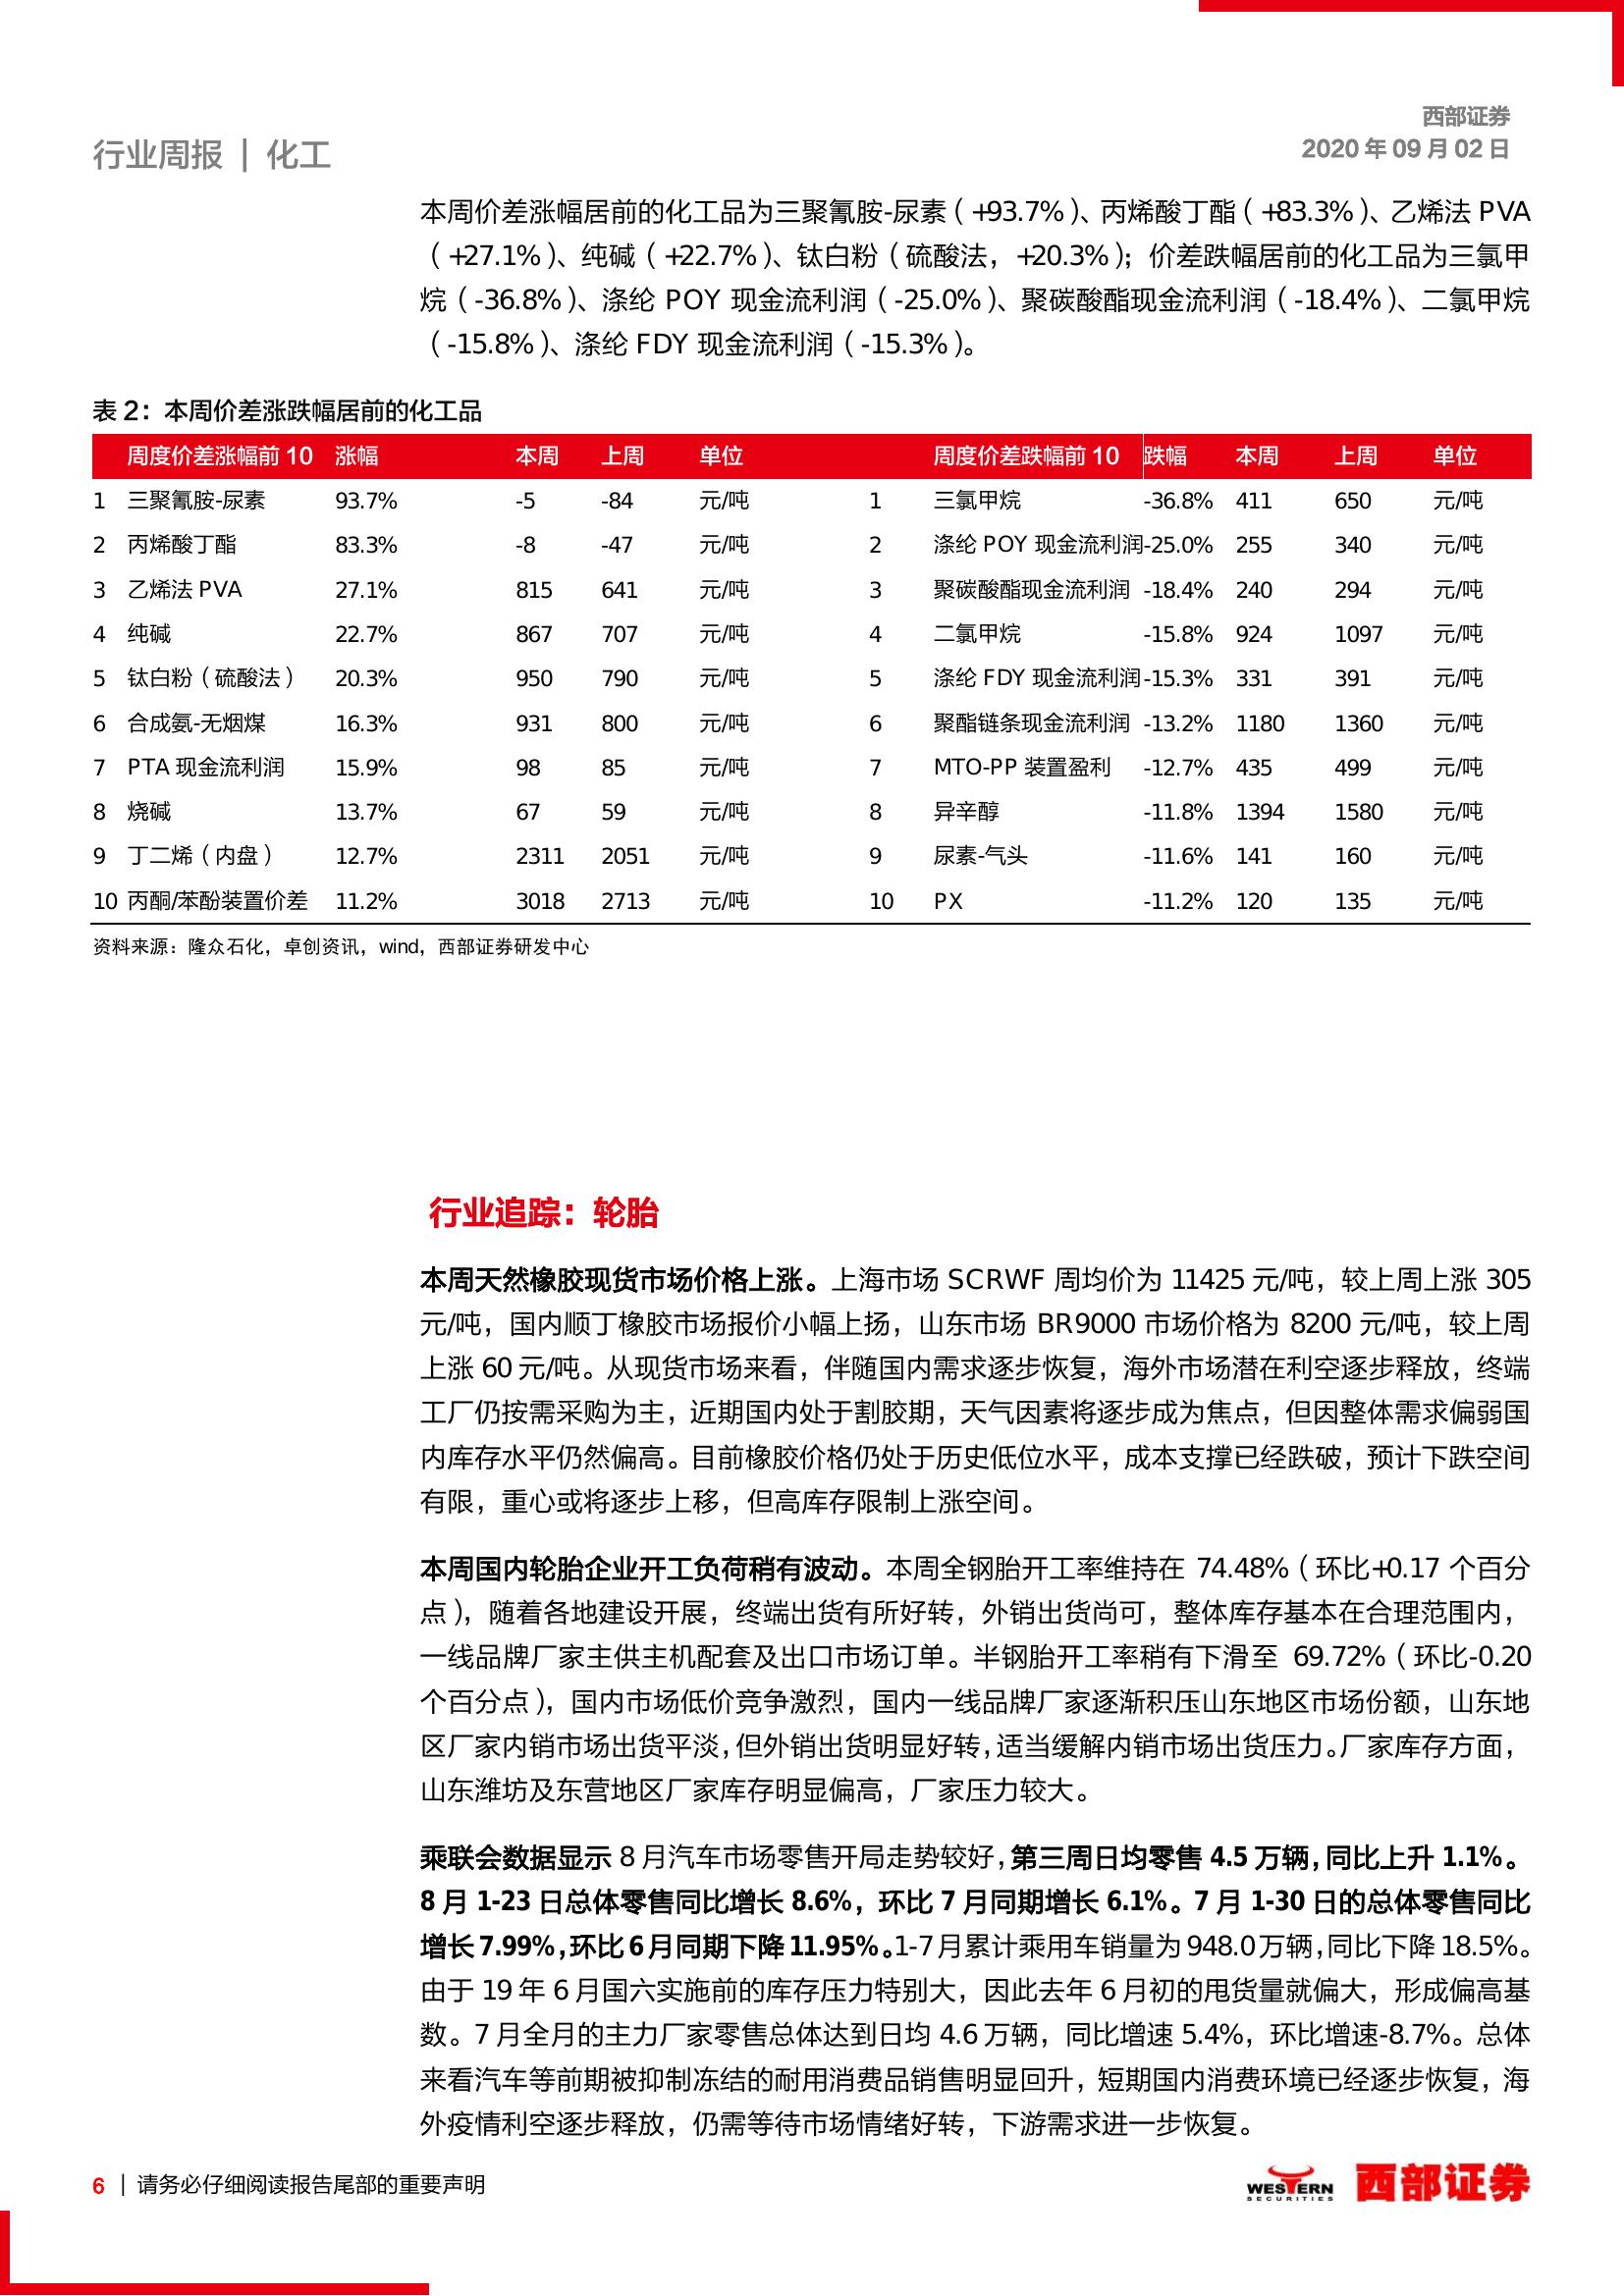 西部证券
行业周报 | 化工
2020 年 09 月 02 日
本周价差涨幅居前的化工品为三聚氰胺-尿素（+93.7%）、丙烯酸丁酯（+83.3%）、乙烯法 PVA
（+27.1%）、纯碱（+22.7%）、钛白粉（硫酸法，+20.3%）；价差跌幅居前的化工品为三氯甲
烷（-36.8%）、涤纶 POY 现金流利润（-25.0%）、聚碳酸酯现金流利润（-18.4%）、二氯甲烷
（-15.8%）、涤纶 FDY 现金流利润（-15.3%）。
表 2：本周价差涨跌幅居前的化工品
周度价差涨幅前 10 涨幅 本周 上周 单位 周度价差跌幅前 10 跌幅 本周 上周 单位
1 三聚氰胺-尿素 93.7% -5 -84 元/吨 1 三氯甲烷 -36.8% 411 650 元/吨
2 丙烯酸丁酯 83.3% -8 -47 元/吨 2 涤纶 POY 现金流利润 -25.0% 255 340 元/吨
3 乙烯法 PVA 27.1% 815 641 元/吨 3 聚碳酸酯现金流利润 -18.4% 240 294 元/吨
4 纯碱 22.7% 867 707 元/吨 4 二氯甲烷 -15.8% 924 1097 元/吨
5 钛白粉（硫酸法） 20.3% 950 790 元/吨 5 涤纶 FDY 现金流利润 -15.3% 331 391 元/吨
6 合成氨-无烟煤 16.3% 931 800 元/吨 6 聚酯链条现金流利润 -13.2% 1180 1360 元/吨
7 PTA 现金流利润 15.9% 98 85 元/吨 7 MTO-PP 装置盈利 -12.7% 435 499 元/吨
8 烧碱 13.7% 67 59 元/吨 8 异辛醇 -11.8% 1394 1580 元/吨
9 丁二烯（内盘） 12.7% 2311 2051 元/吨 9 尿素-气头 -11.6% 141 160 元/吨
10 丙酮/苯酚装置价差 11.2% 3018 2713 元/吨 10 PX -11.2% 120 135 元/吨
资料来源：隆众石化，卓创资讯，wind，西部证券研发中心
行业追踪：轮胎
本周天然橡胶现货市场价格上涨。上海市场 SCRWF 周均价为 11425 元/吨，较上周上涨 305
元/吨，国内顺丁橡胶市场报价小幅上扬，山东市场 BR9000 市场价格为 8200 元/吨，较上周
上涨 60 元/吨。从现货市场来看，伴随国内需求逐步恢复，海外市场潜在利空逐步释放，终端
工厂仍按需采购为主，近期国内处于割胶期，天气因素将逐步成为焦点，但因整体需求偏弱国
内库存水平仍然偏高。目前橡胶价格仍处于历史低位水平，成本支撑已经跌破，预计下跌空间
有限，重心或将逐步上移，但高库存限制上涨空间。
本周国内轮胎企业开工负荷稍有波动。本周全钢胎开工率维持在 74.48%（环比+0.17 个百分
点），随着各地建设开展，终端出货有所好转，外销出货尚可，整体库存基本在合理范围内，
一线品牌厂家主供主机配套及出口市场订单。半钢胎开工率稍有下滑至 69.72%（环比-0.20
个百分点），国内市场低价竞争激烈，国内一线品牌厂家逐渐积压山东地区市场份额，山东地
区厂家内销市场出货平淡，但外销出货明显好转，适当缓解内销市场出货压力。厂家库存方面，
山东潍坊及东营地区厂家库存明显偏高，厂家压力较大。
乘联会数据显示 8 月汽车市场零售开局走势较好，第三周日均零售 4.5 万辆，同比上升 1.1%。
8 月 1-23 日总体零售同比增长 8.6%，环比 7 月同期增长 6.1%。7 月 1-30 日的总体零售同比
增长 7.99%，环比 6 月同期下降 11.95%。1-7 月累计乘用车销量为 948.0 万辆，同比下降 18.5%。
由于 19 年 6 月国六实施前的库存压力特别大，因此去年 6 月初的甩货量就偏大，形成偏高基
数。7 月全月的主力厂家零售总体达到日均 4.6 万辆，同比增速 5.4%，环比增速-8.7%。总体
来看汽车等前期被抑制冻结的耐用消费品销售明显回升，短期国内消费环境已经逐步恢复，海
外疫情利空逐步释放，仍需等待市场情绪好转，下游需求进一步恢复。
6 | 请务必仔细阅读报告尾部的重要声明
WESTERN
SECURITIES
西部证券